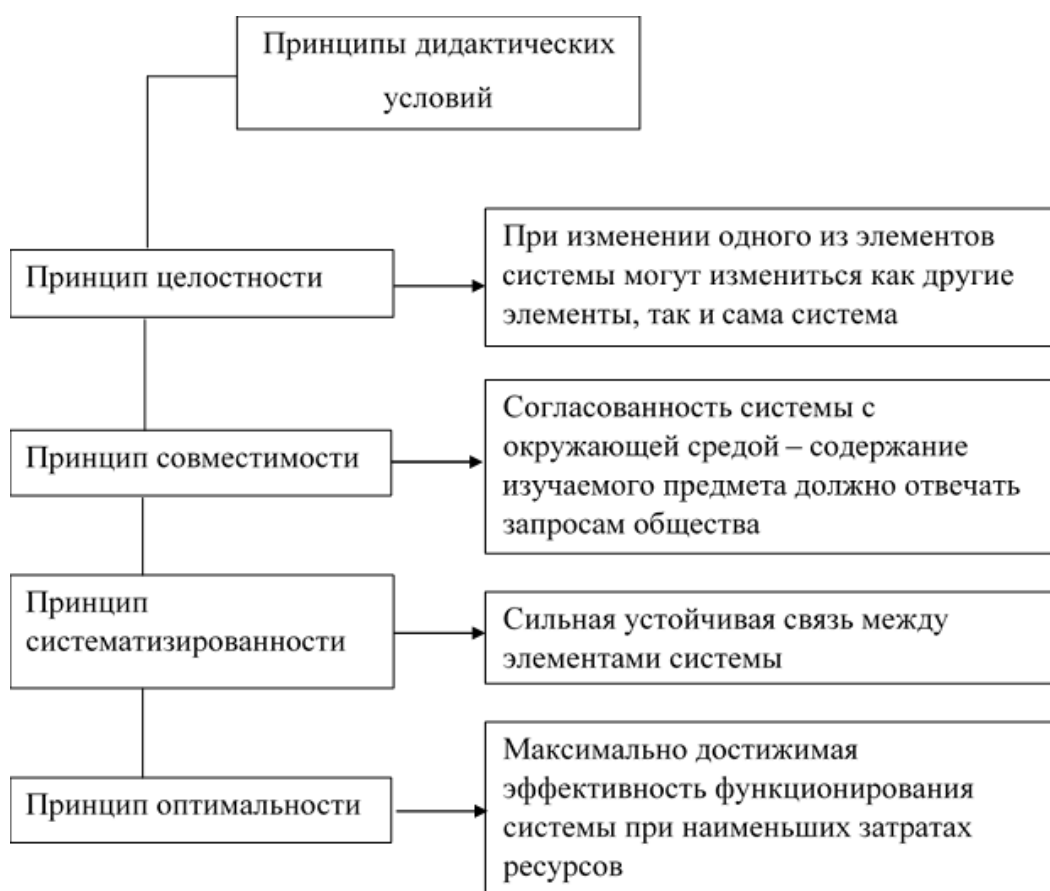 Принципы дидактических
условий
Принцип целостности
При изменении одного из элементов
системы могут измениться как другие
элементы, так и сама система
Принцип совместимости
Согласованность системы с
окружающей средой – содержание
изучаемого предмета должно отвечать
запросам общества
Принцип
систематизированности
Сильная устойчивая связь между
элементами системы
Принцип оптимальности
Максимально достижимая
эффективность функционирования
системы при наименьших затратах
ресурсов